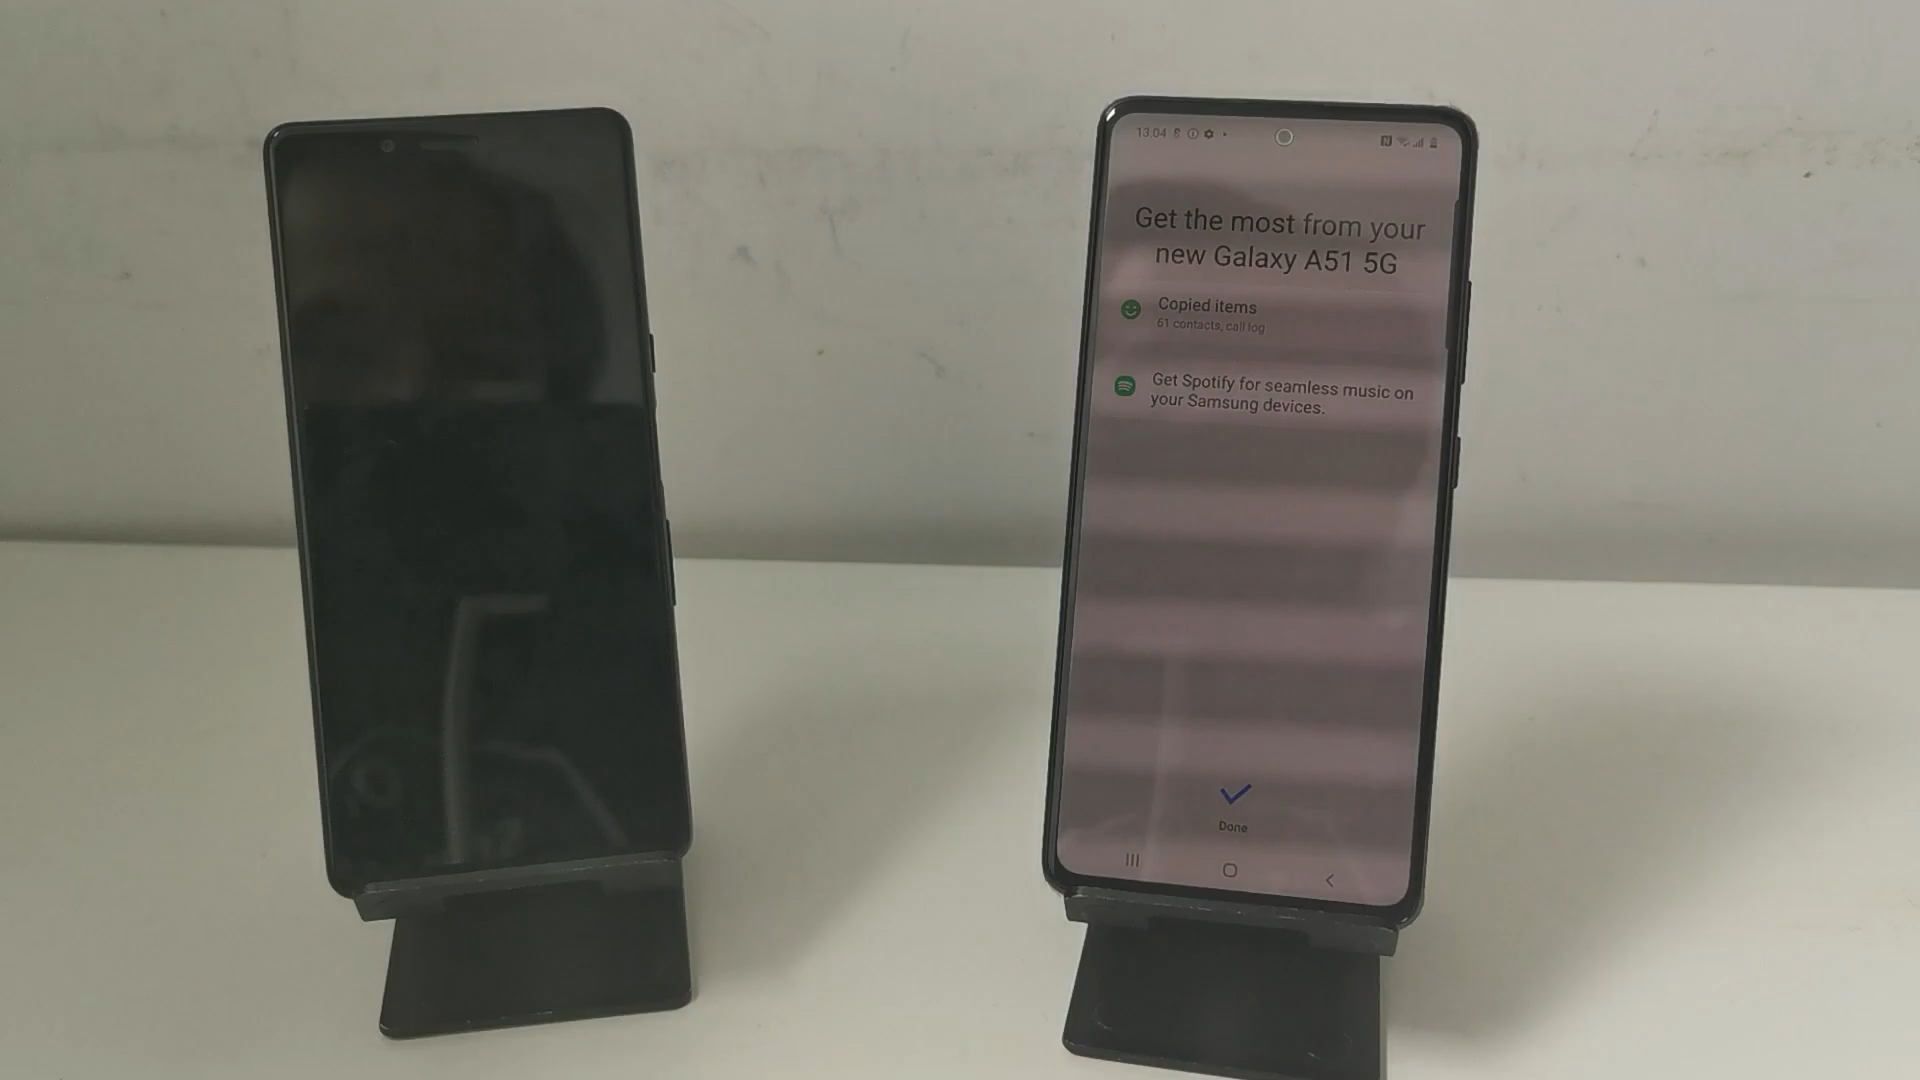 13:04
Get the most from your
new Galaxy A51 5G
Copied items
61 contacts, call log
Get Spotify for seamless music on
your Samsung devices.
Done